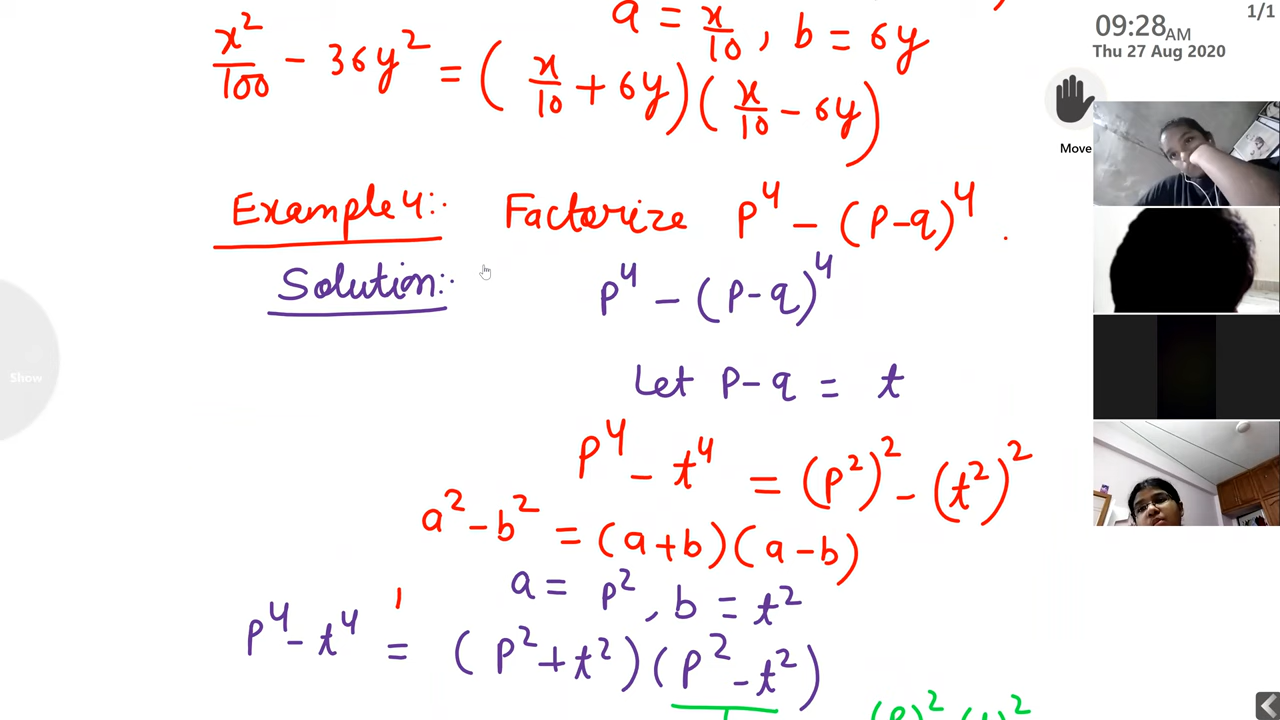 a = x/10, b = 6y
x²/100 - 36y² = (x/10 + 6y)(x/10 - 6y)
Example 4:- Factorize P⁴ - (P-q)⁴.
Solution:- P⁴ - (P-q)⁴
Let P-q = t
P⁴ - t⁴ = (P²)² - (t²)²
a² - b² = (a+b)(a-b)
a = P², b = t²
P⁴ - t⁴ = (P² + t²)(P² - t²)
1/1
09:28AM
Thu 27 Aug 2020
Move
Show